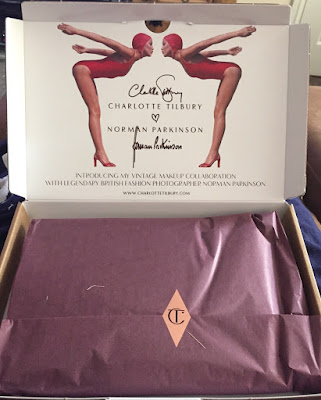 Charlotte Tilbury
CHARLOTTE TILBURY
NORMAN PARKINSON
Norman Parkinson
INTRODUCING MY VINTAGE MAKEUP COLLABORATION
WITH LEGENDARY BRITISH FASHION PHOTOGRAPHER NORMAN PARKINSON
WWW.CHARLOTTETILBURY.COM
CT